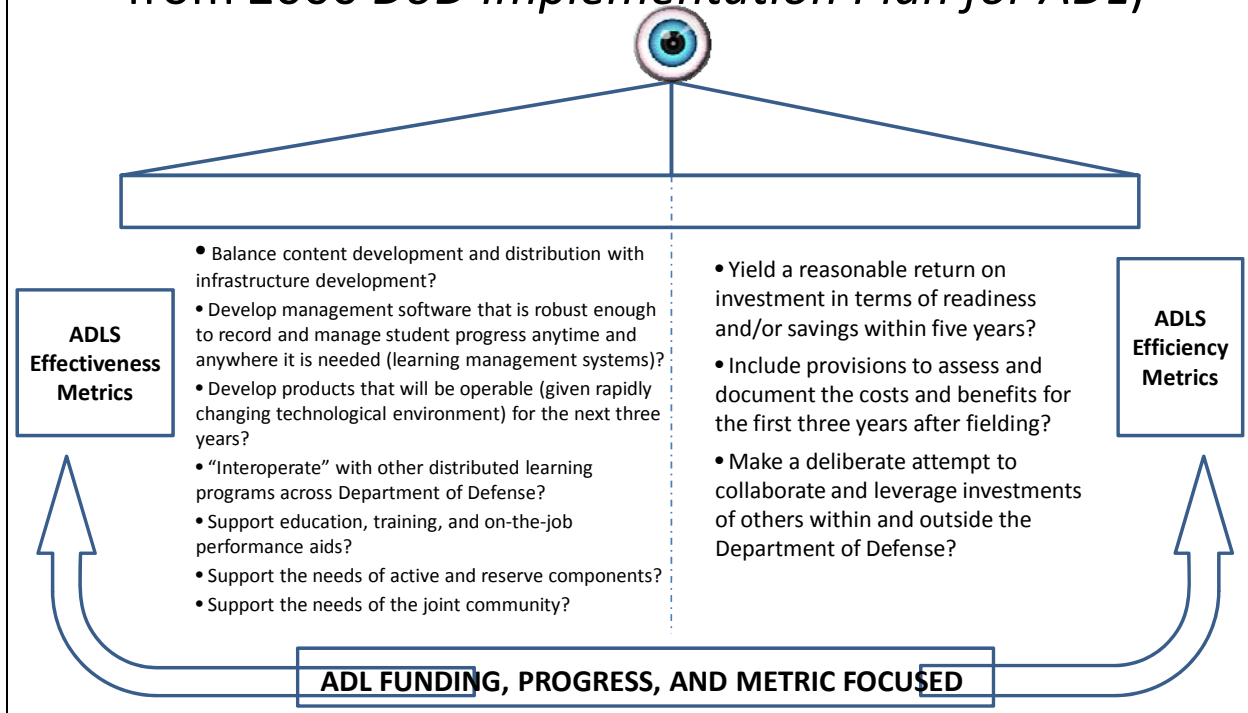 from 2000 DoD Implementation Plan for ADL)
• Balance content development and distribution with
infrastructure development?
• Develop management software that is robust enough
to record and manage student progress anytime and
anywhere it is needed (learning management systems)?
• Develop products that will be operable (given rapidly
changing technological environment) for the next three
years?
• “Interoperate” with other distributed learning
programs across Department of Defense?
• Support education, training, and on-the-job
performance aids?
• Support the needs of active and reserve components?
• Support the needs of the joint community?
• Yield a reasonable return on
investment in terms of readiness
and/or savings within five years?
• Include provisions to assess and
document the costs and benefits for
the first three years after fielding?
• Make a deliberate attempt to
collaborate and leverage investments
of others within and outside the
Department of Defense?
ADLS
Effectiveness
Metrics
ADLS
Efficiency
Metrics
ADL FUNDING, PROGRESS, AND METRIC FOCUSED